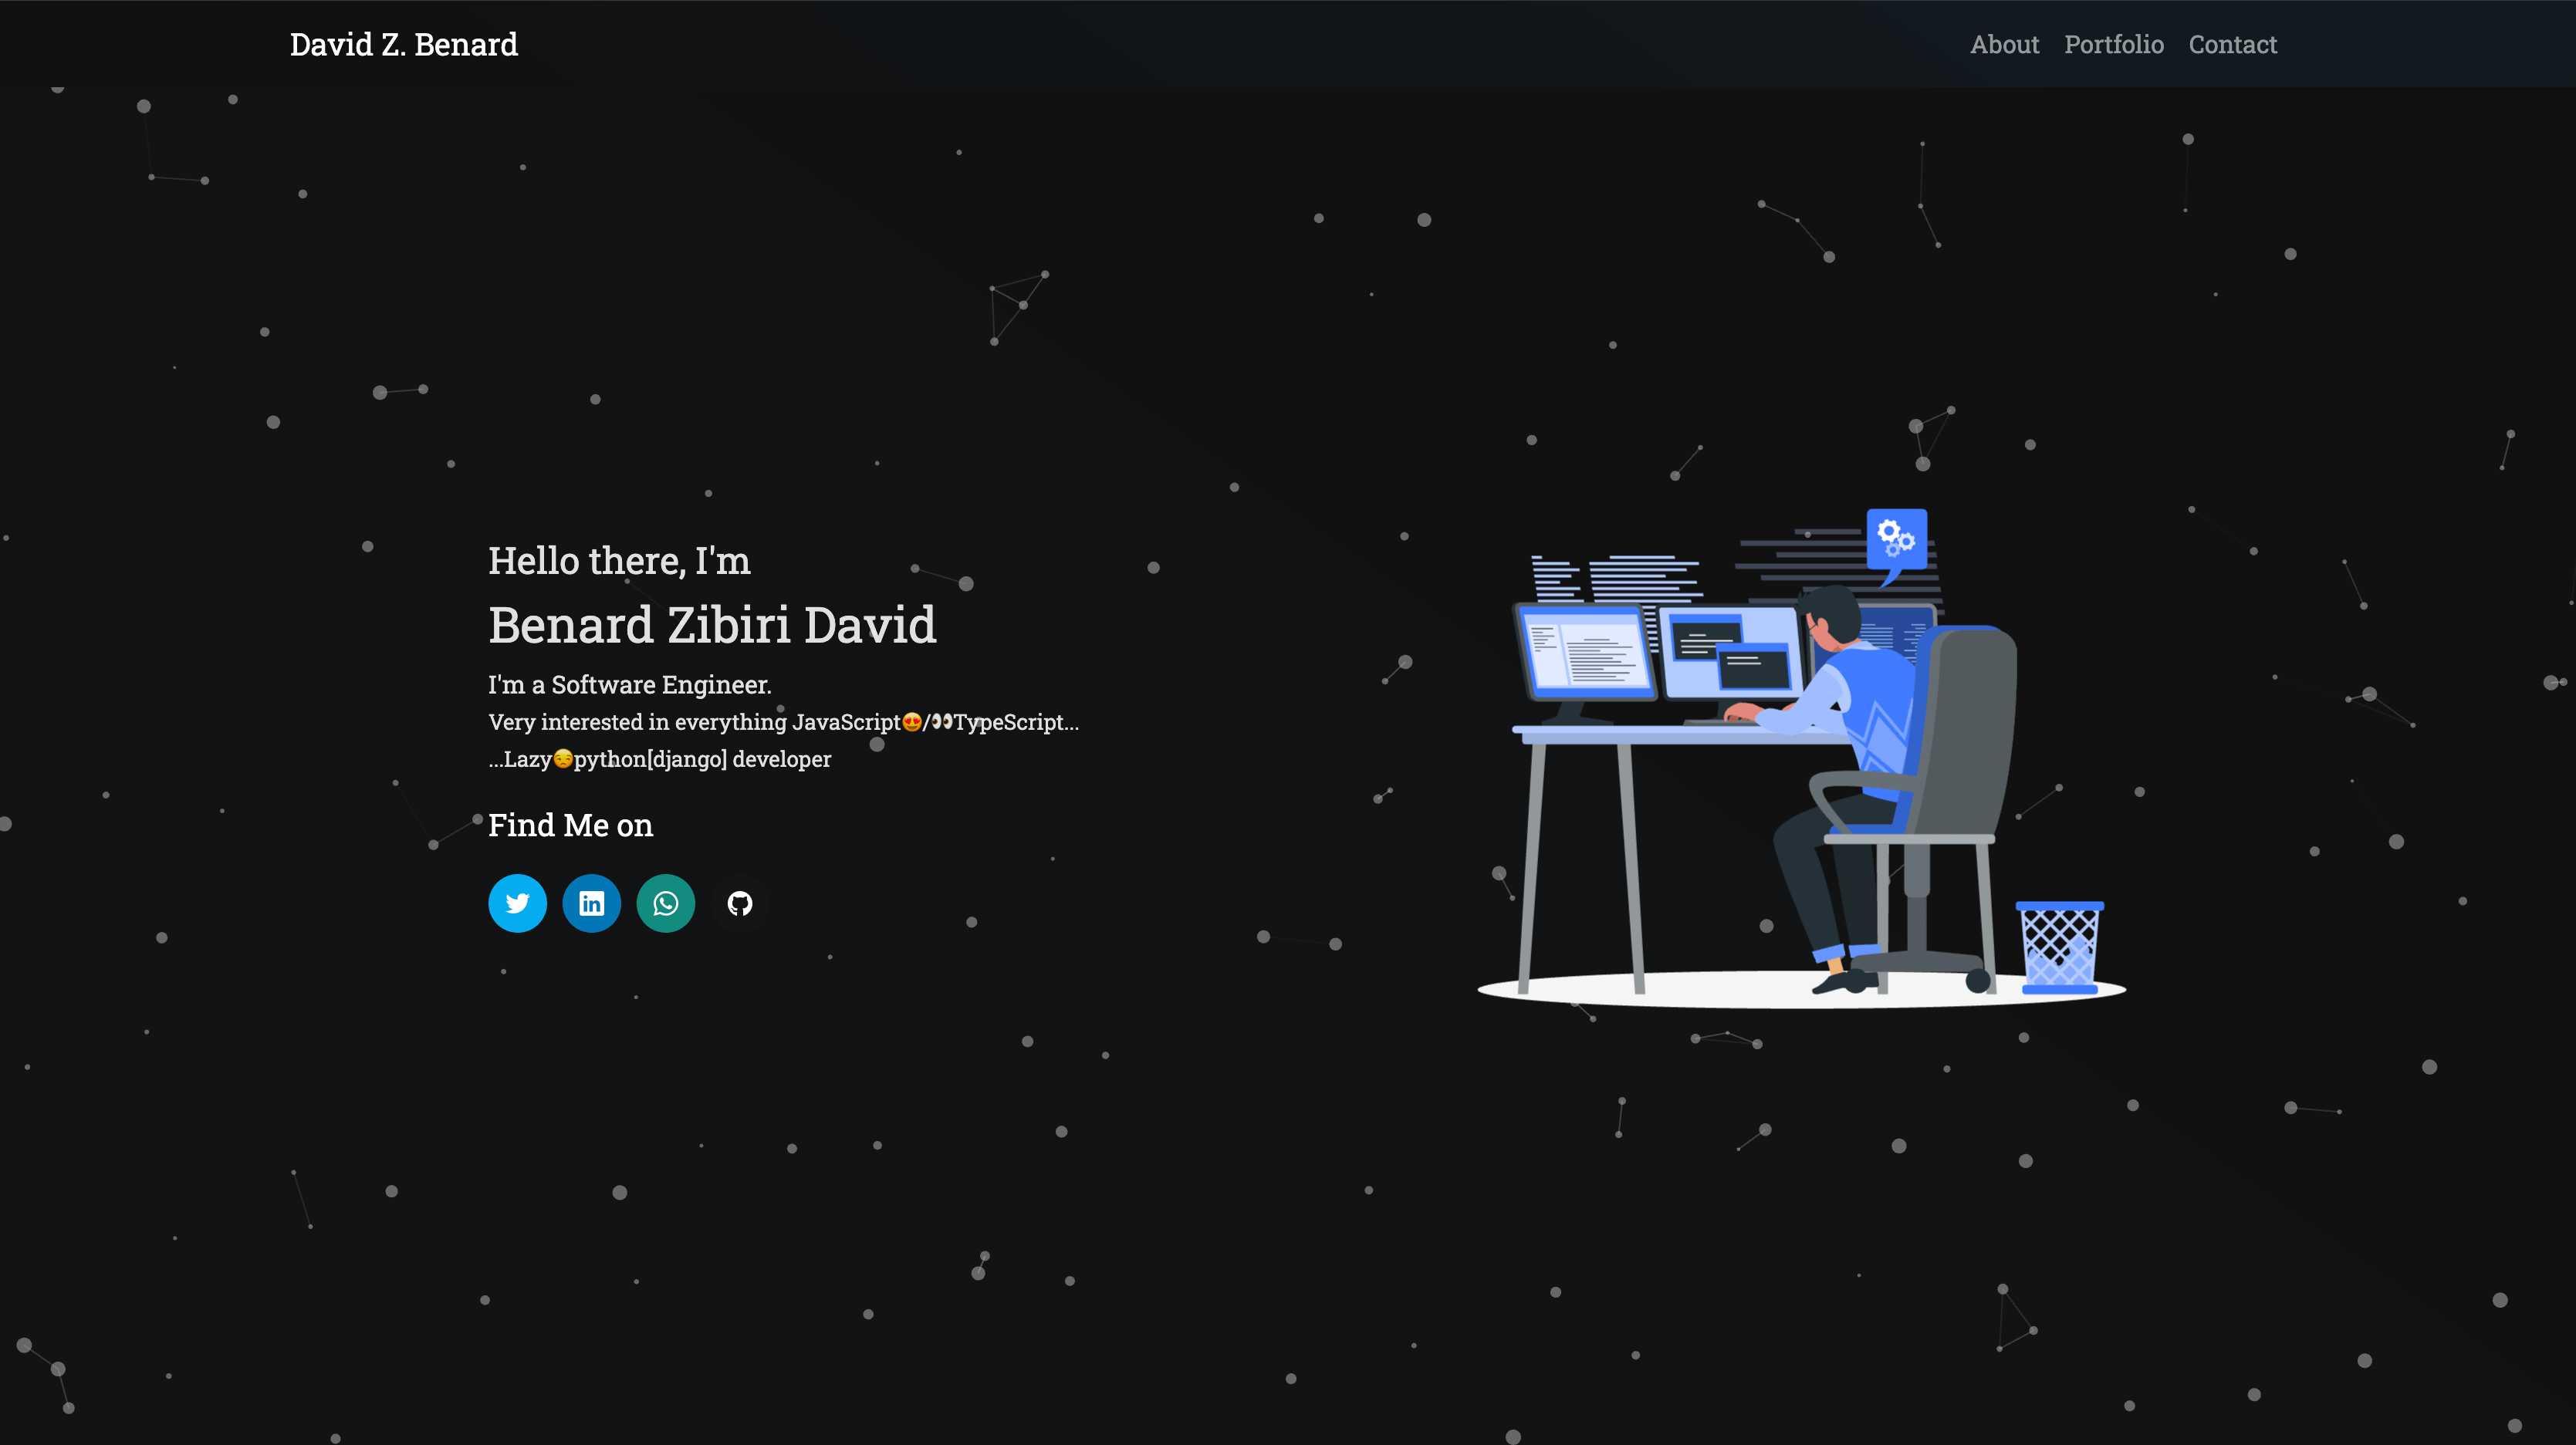 David Z. Benard
About Portfolio Contact
Hello there, I'm
Benard Zibiri David
I'm a Software Engineer.
Very interested in everything JavaScript😍/👀TypeScript...
...Lazy😒python[django] developer
Find Me on